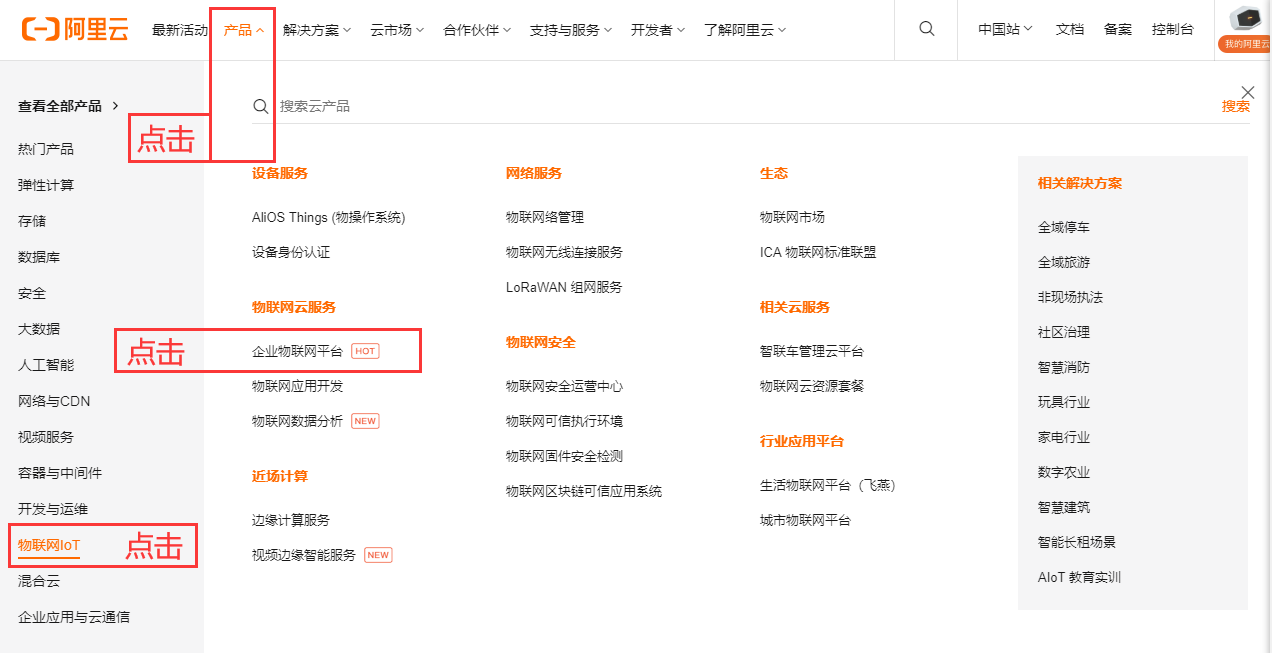 阿里云
最新活动 产品 解决方案 云市场 合作伙伴 支持与服务 开发者 了解阿里云 中国站 文档 备案 控制台
我的阿里云
查看全部产品
点击
搜索云产品 搜索
热门产品
弹性计算
存储
数据库
安全
大数据
人工智能
网络与CDN
视频服务
容器与中间件
开发与运维
物联网IoT 点击
混合云
企业应用与云通信
设备服务
AliOS Things (物操作系统)
设备身份认证
物联网云服务
点击 企业物联网平台 HOT
物联网应用开发
物联网数据分析 NEW
近场计算
边缘计算服务
视频边缘智能服务 NEW
网络服务
物联网络管理
物联网无线连接服务
LoRaWAN 组网服务
物联网安全
物联网安全运营中心
物联网可信执行环境
物联网固件安全检测
物联网区块链可信应用系统
生态
物联网市场
ICA 物联网标准联盟
相关云服务
智联车管理云平台
物联网云资源套餐
行业应用平台
生活物联网平台（飞燕）
城市物联网平台
相关解决方案
全域停车
全域旅游
非现场执法
社区治理
智慧消防
玩具行业
家电行业
数字农业
智慧建筑
智能长租场景
AIoT 教育实训